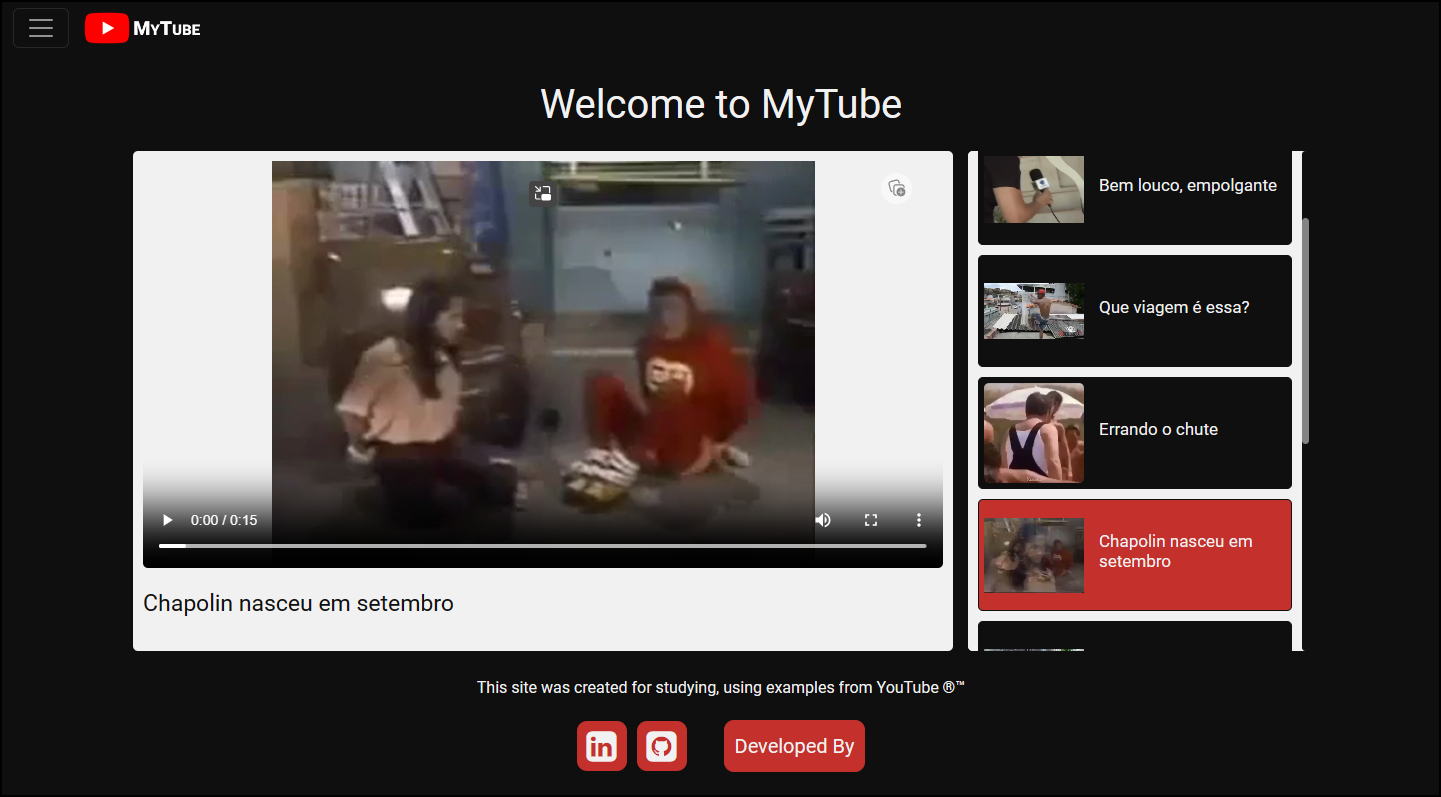 MyTube
Welcome to MyTube
0:00 / 0:15
Chapolin nasceu em setembro
Bem louco, empolgante
Que viagem é essa?
Errando o chute
Chapolin nasceu em
setembro
This site was created for studying, using examples from YouTube ®™
in
Developed By